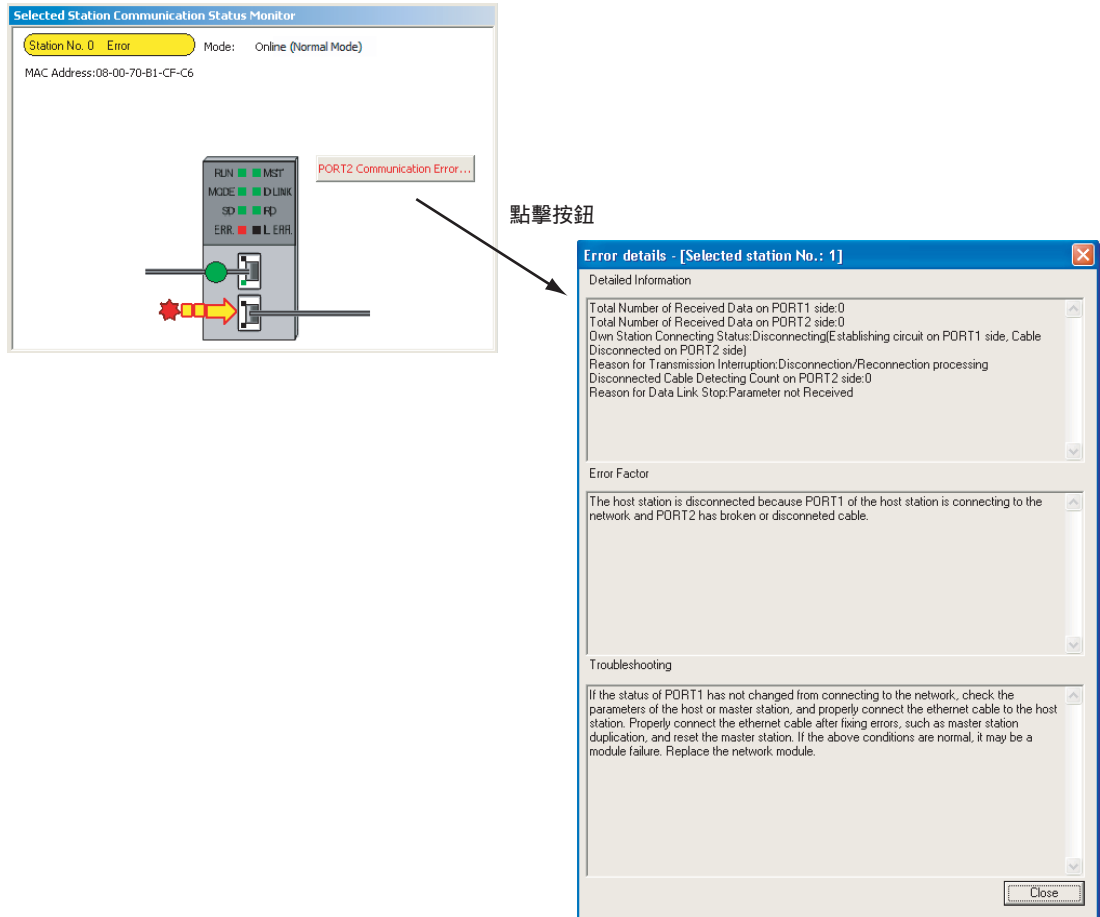 Selected Station Communication Status Monitor
Station No. 0 Error Mode: Online (Normal Mode)
MAC Address:08-00-70-B1-CF-C6
RUN MST
MODE D LINK
SD RD
ERR. L ERR.
PORT2 Communication Error...
點擊按鈕
Error details - [Selected station No.: 1]
Detailed Information
Total Number of Received Data on PORT1 side:0
Total Number of Received Data on PORT2 side:0
Own Station Connecting Status:Disconnecting(Establishing circuit on PORT1 side, Cable
Disconnected on PORT2 side)
Reason for Transmission Interruption:Disconnection/Reconnection processing
Disconnected Cable Detecting Count on PORT2 side:0
Reason for Data Link Stop:Parameter not Received
Error Factor
The host station is disconnected because PORT1 of the host station is connecting to the
network and PORT2 has broken or disconneted cable.
Troubleshooting
If the status of PORT1 has not changed from connecting to the network, check the
parameters of the host or master station, and properly connect the ethernet cable to the host
station. Properly connect the ethernet cable after fixing errors, such as master station
duplication, and reset the master station. If the above conditions are normal, it may be a
module failure. Replace the network module.
Close